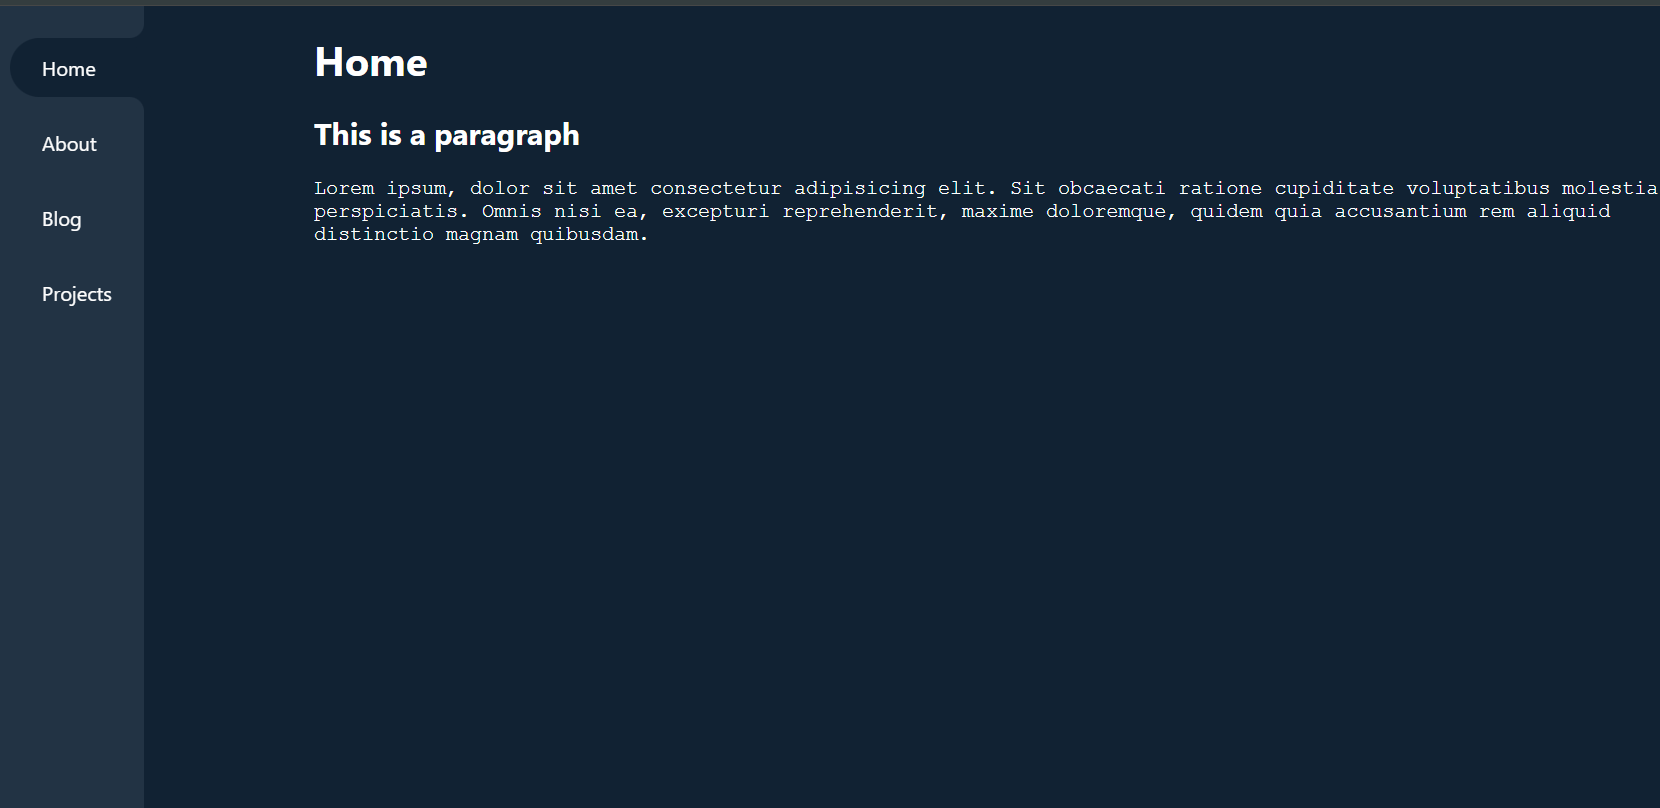 Home
About
Blog
Projects
Home
This is a paragraph
Lorem ipsum, dolor sit amet consectetur adipisicing elit. Sit obcaecati ratione cupiditate voluptatibus molestia
perspiciatis. Omnis nisi ea, excepturi reprehenderit, maxime doloremque, quidem quia accusantium rem aliquid
distinctio magnam quibusdam.